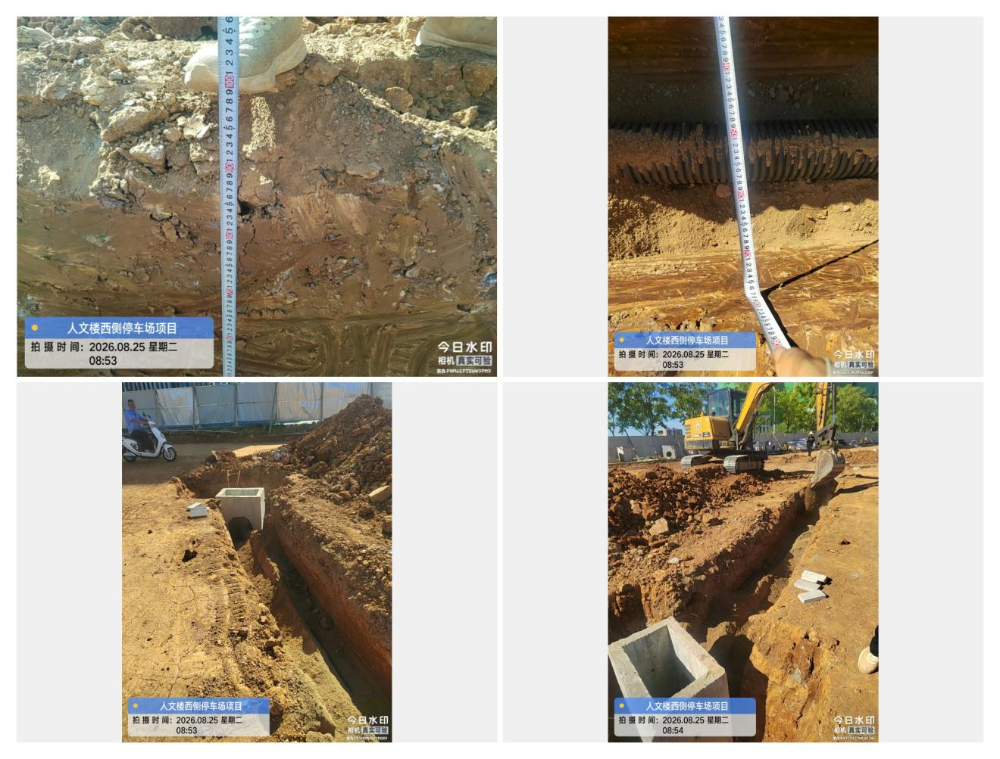 人文楼西侧停车场项目
拍摄时间：2026.08.25 星期二
08:53
今日水印
相机 真实可验
防伪 PNM6EPTBWW9PM9
人文楼西侧停车场项目
拍摄时间：2026.08.25 星期二
08:53
今日水印
相机 真实可验
人文楼西侧停车场项目
拍摄时间：2026.08.25 星期二
08:53
今日水印
相机 真实可验
人文楼西侧停车场项目
拍摄时间：2026.08.25 星期二
08:54
今日水印
相机 真实可验